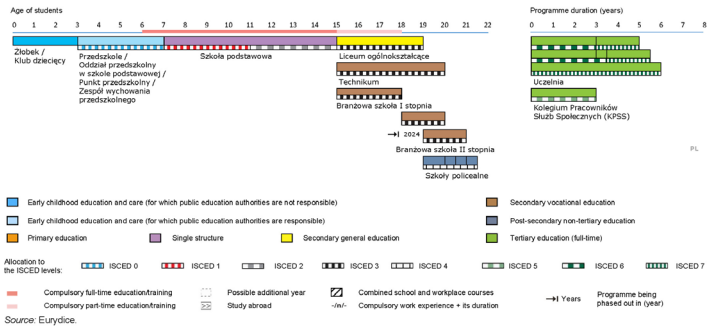 Age of students
Programme duration (years)
0 1 2 3 4 5 6 7 8 9 10 11 12 13 14 15 16 17 18 19 20 21 22
0 1 2 3 4 5 6 7 8
Żłobek /
Klub dziecięcy
Przedszkole /
Oddział przedszkolny
w szkole podstawowej /
Punkt przedszkolny /
Zespół wychowania
przedszkolnego
Szkoła podstawowa
Liceum ogólnokształcące
Technikum
Branżowa szkoła I stopnia
2024
Branżowa szkoła II stopnia
Szkoły policealne
Uczelnia
Kolegium Pracowników
Służb Społecznych (KPSS)
PL
Early childhood education and care (for which public education authorities are not responsible)
Secondary vocational education
Early childhood education and care (for which public education authorities are responsible)
Post-secondary non-tertiary education
Primary education
Single structure
Secondary general education
Tertiary education (full-time)
Allocation to
the ISCED levels:
ISCED 0
ISCED 1
ISCED 2
ISCED 3
ISCED 4
ISCED 5
ISCED 6
ISCED 7
Compulsory full-time education/training
Possible additional year
Combined school and workplace courses
Years
Programme being
phased out in (year)
Compulsory part-time education/training
>> Study abroad
-/n/- Compulsory work experience + its duration
Source: Eurydice.